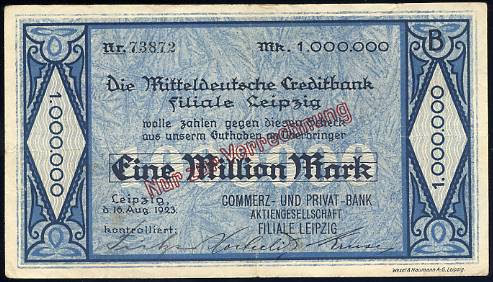 Nr. 73872 Mk. 1.000.000
B
Die Mitteldeutsche Creditbank
Filiale Leipzig
wolle zahlen gegen diesen Scheck
aus unserm Guthaben an Überbringer
Nur zur Verrechnung
Eine Million Mark
1.000.000
1.000.000
Leipzig,
d. 16. Aug. 1923.
COMMERZ- UND PRIVAT-BANK
AKTIENGESELLSCHAFT
FILIALE LEIPZIG
kontrolliert:
Wezel & Naumann A.-G. Leipzig.